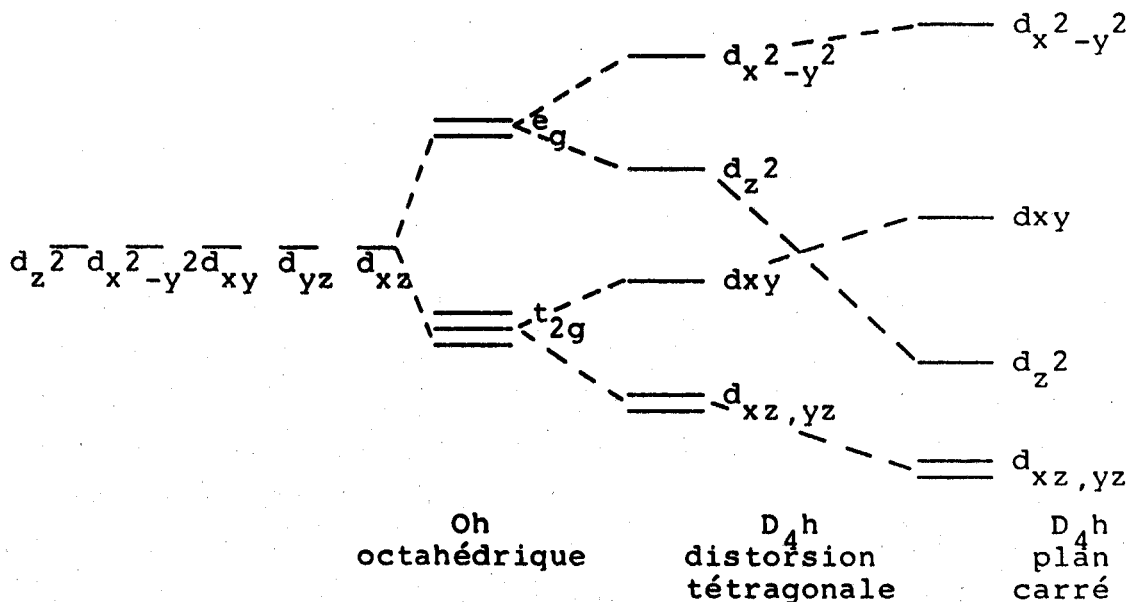 d_x²-y²
d_x²-y²
e_g
d_z²
dxy
d_z² d_x²-y² d_xy d_yz d_xz
dxy
t_2g
d_z²
d_xz,yz
d_xz,yz
Oh D_4h D_4h
octahédrique distorsion plán
tétragonale carré